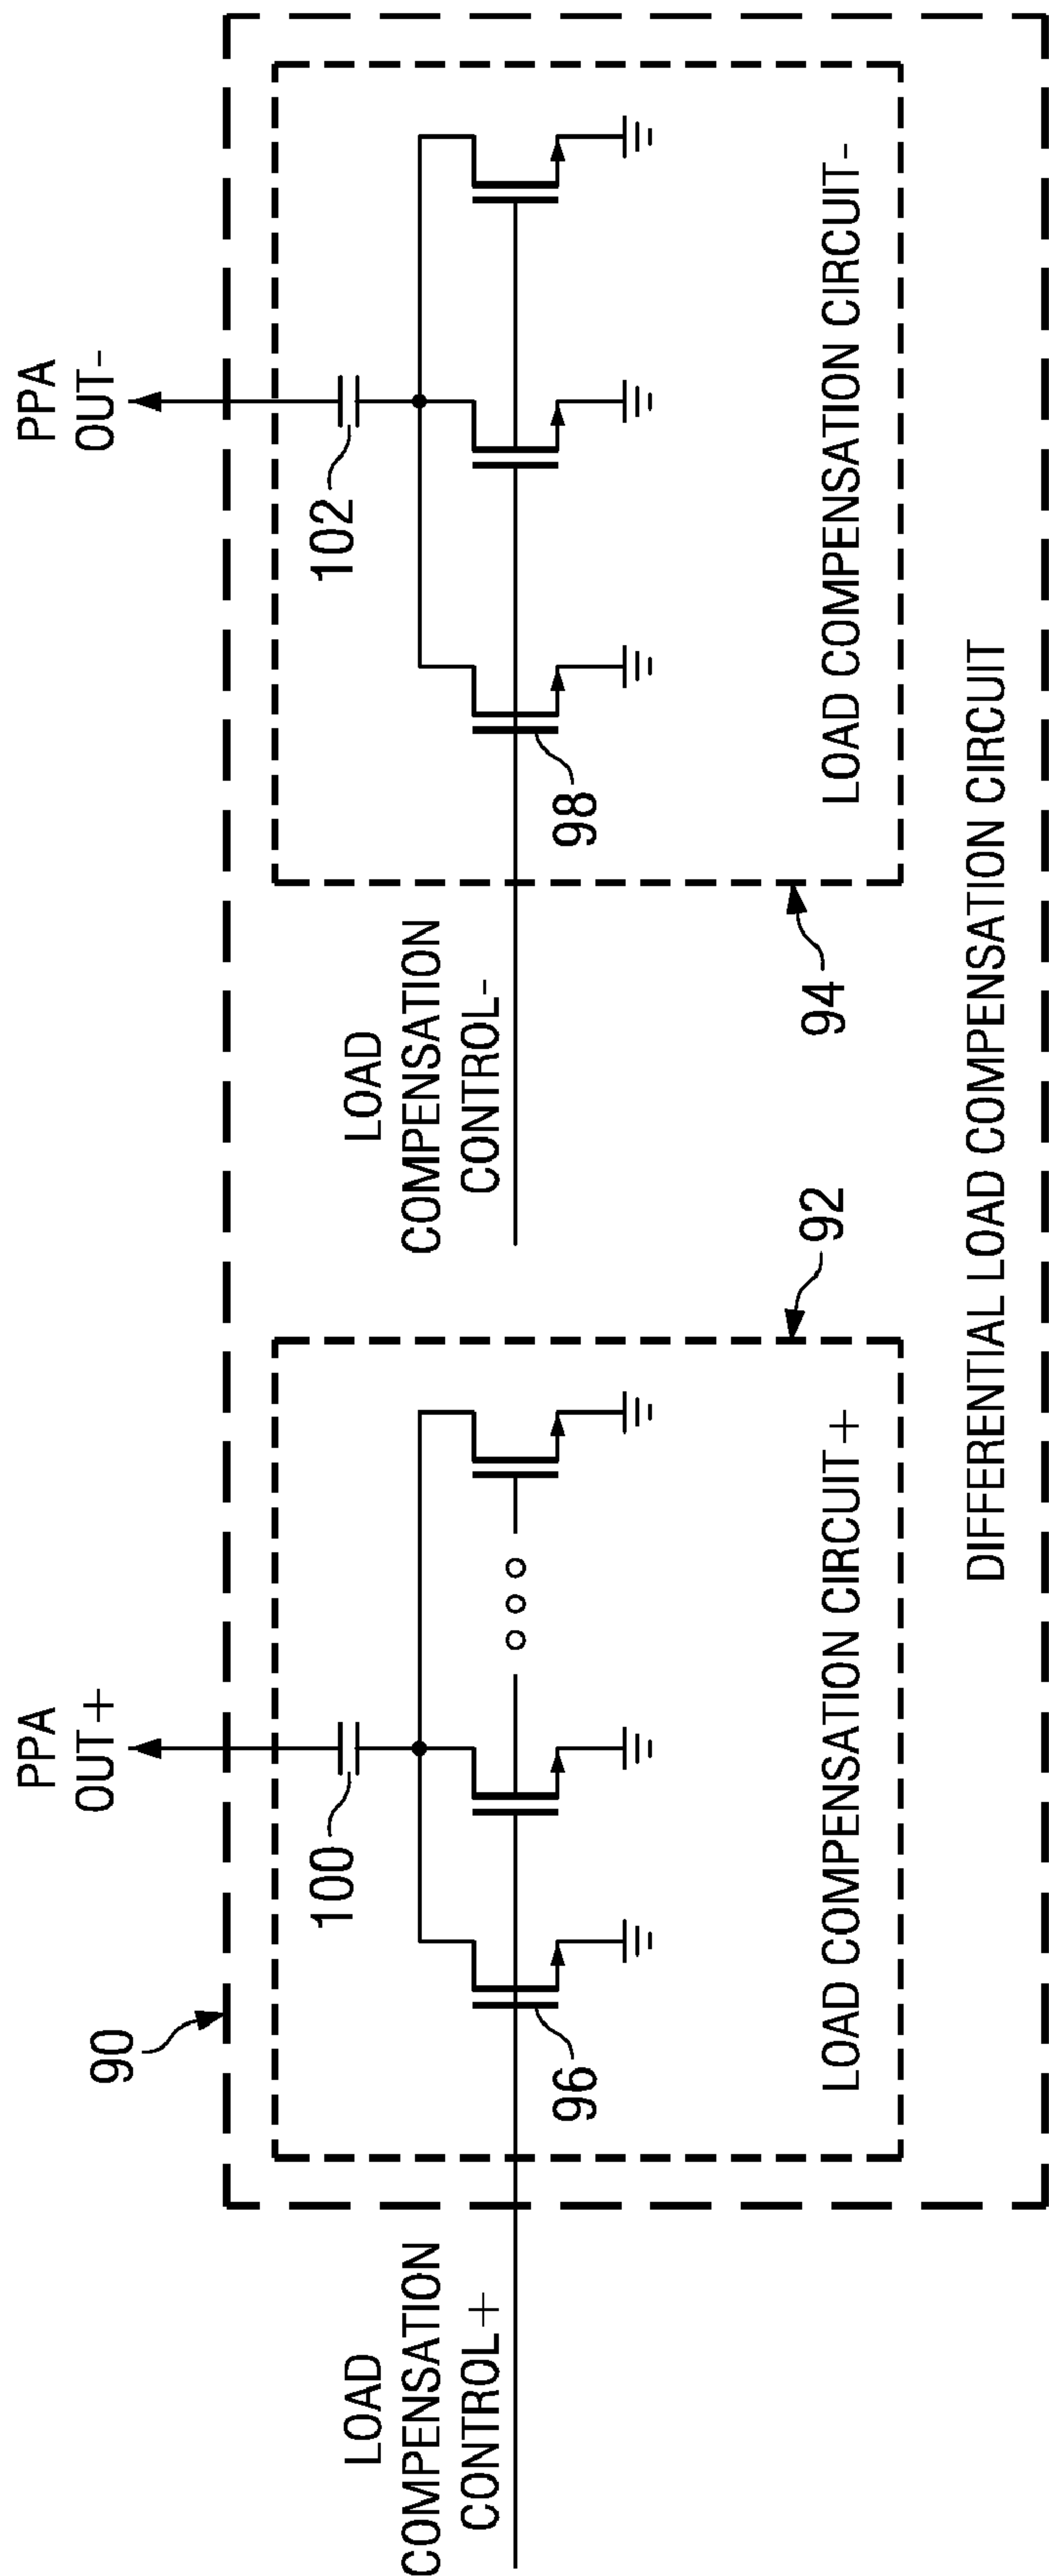 PPA
OUT+
PPA
OUT-
90
100
102
LOAD
COMPENSATION
CONTROL+
96
LOAD COMPENSATION CIRCUIT+
92
LOAD
COMPENSATION
CONTROL-
98
LOAD COMPENSATION CIRCUIT-
94
DIFFERENTIAL LOAD COMPENSATION CIRCUIT